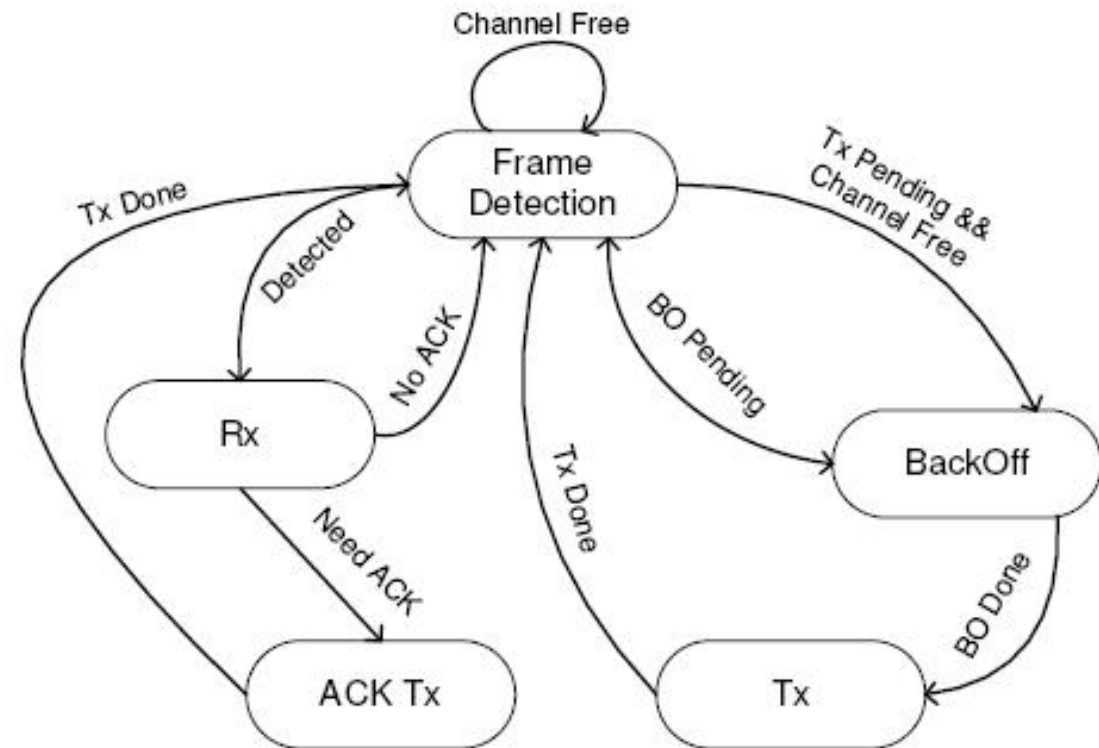 Channel Free
Frame
Detection
Tx Pending &&
Channel Free
Tx Done
Detected
No ACK
BO Pending
Rx
BackOff
Tx Done
Need ACK
BO Done
ACK Tx
Tx